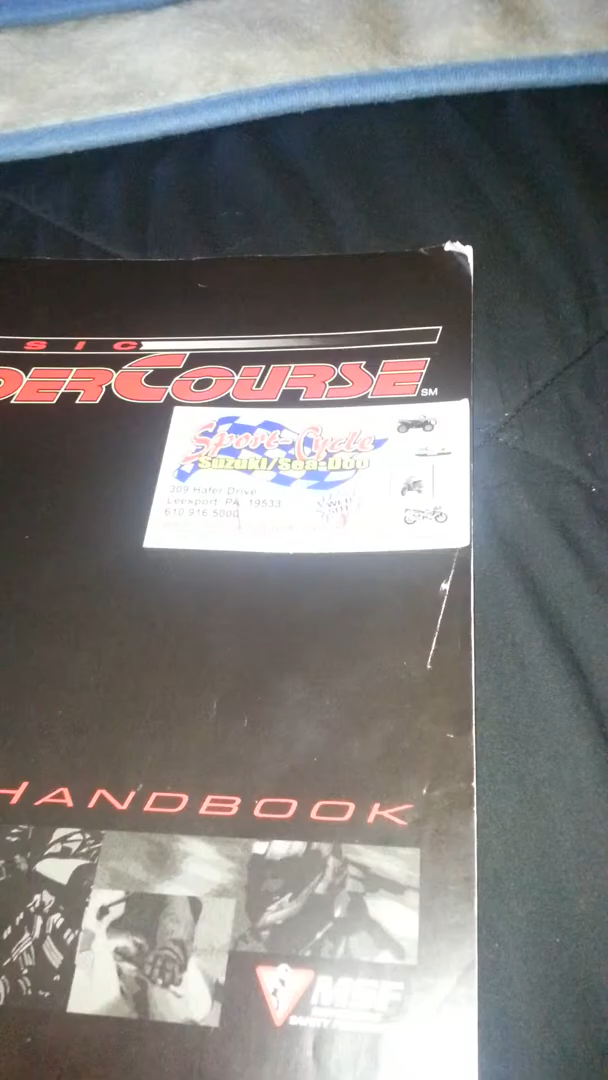 SIC
DERCOURSE SM
Sport-Cycle
Suzuki/Sea-Doo
309 Hafer Drive
Leesport, PA. 19533
610.916.5000
HANDBOOK
MSF